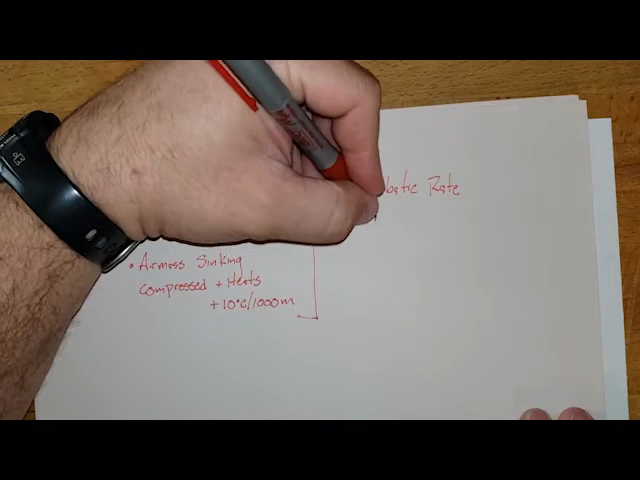 batic Rate
• Airmass Sinking
Compressed + Heats
+10°C/1000m